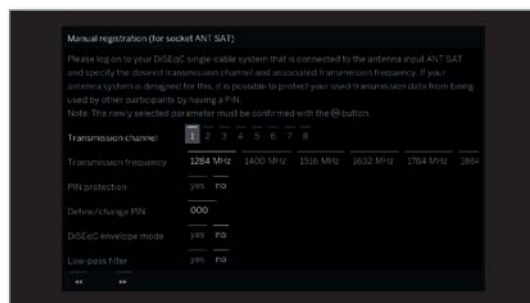 Manual registration (for socket ANT SAT)
Please log on to your DiSEqC single-cable system that is connected to the antenna input ANT SAT
and specify the desired transmission channel and associated transmission frequency. If your
antenna system is designed for this, it is possible to protect your used transmission data from being
used by other participants by having a PIN.
Note: The newly selected parameter must be confirmed with the OK button.
Transmission channel 1 2 3 4 5 6 7 8
Transmission frequency 1284 MHz 1400 MHz 1516 MHz 1632 MHz 1784 MHz 1864
PIN protection yes no
Define/change PIN 000
DiSEqC envelope mode yes no
Low-pass filter yes no